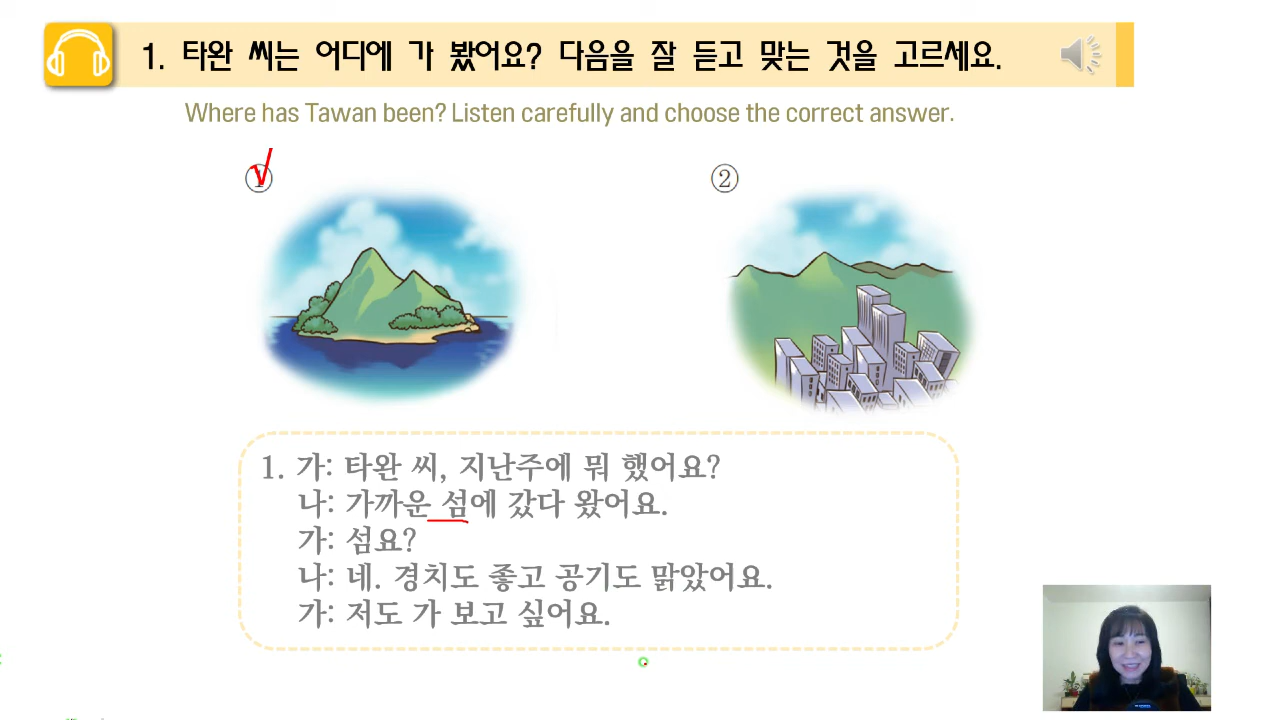 1. 타완 씨는 어디에 가 봤어요? 다음을 잘 듣고 맞는 것을 고르세요.
Where has Tawan been? Listen carefully and choose the correct answer.
① ②
1. 가: 타완 씨, 지난주에 뭐 했어요?
나: 가까운 섬에 갔다 왔어요.
가: 섬요?
나: 네. 경치도 좋고 공기도 맑았어요.
가: 저도 가 보고 싶어요.